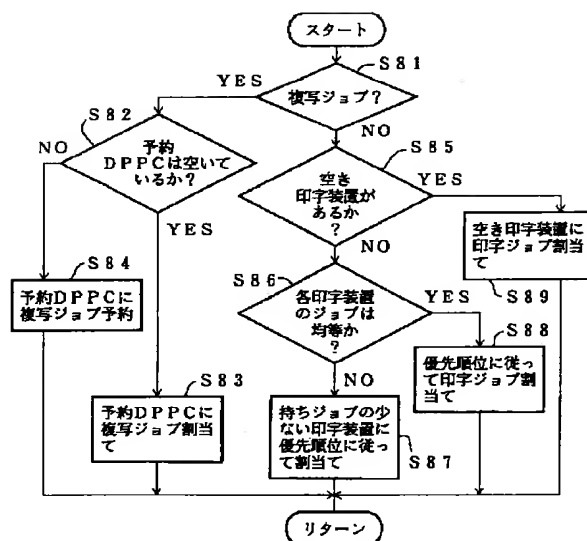 スタート
S81
YES
複写ジョブ？
S82
NO
NO
予約
DPPCは空いて
いるか？
S85
空き
印字装置が
あるか
？
YES
YES
空き印字装置に
印字ジョブ割当
て
S84
NO
S89
S86
予約DPPCに
複写ジョブ予約
各印字装置
のジョブは
均等か
？
YES
S88
優先順位に従っ
て印字ジョブ割
当て
S83
NO
予約DPPCに
複写ジョブ割当
て
持ちジョブの少
ない印字装置に
優先順位に従っ
て割当て
S87
リターン